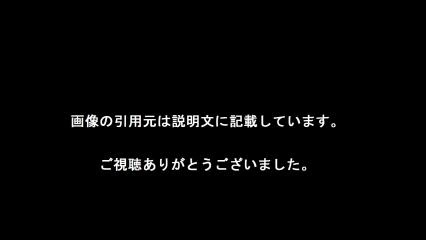 画像の引用元は説明文に記載しています。
ご視聴ありがとうございました。